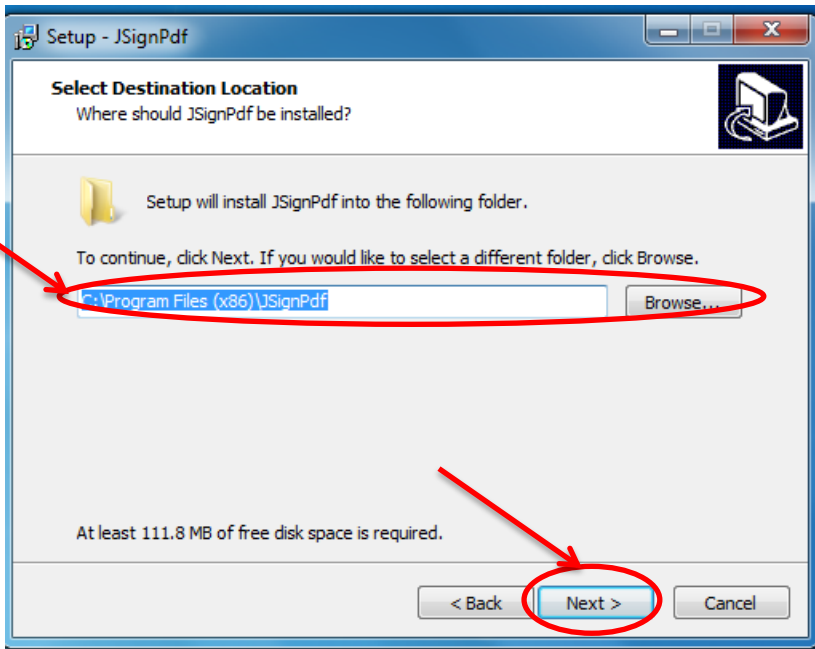 Setup - JSignPdf
Select Destination Location
Where should JSignPdf be installed?
Setup will install JSignPdf into the following folder.
To continue, click Next. If you would like to select a different folder, click Browse.
C:\Program Files (x86)\JSignPdf
Browse...
At least 111.8 MB of free disk space is required.
< Back
Next >
Cancel